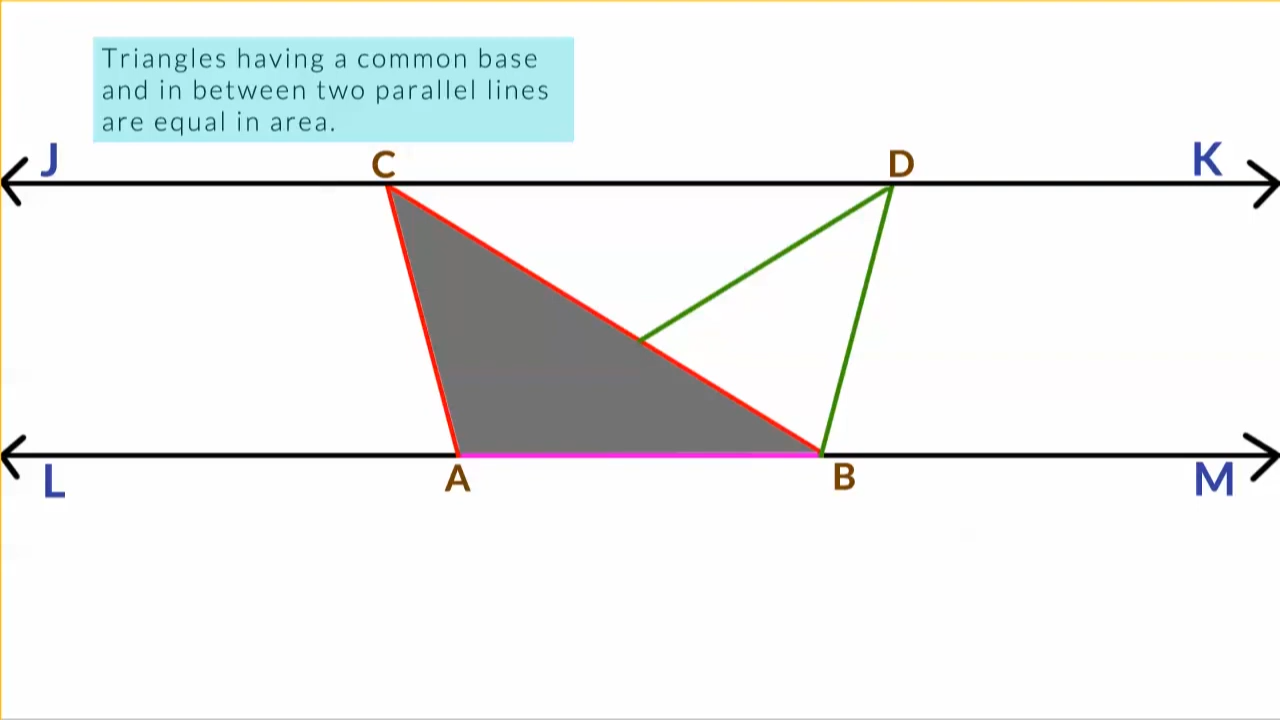 Triangles having a common base
and in between two parallel lines
are equal in area.
J C D K
L A B M